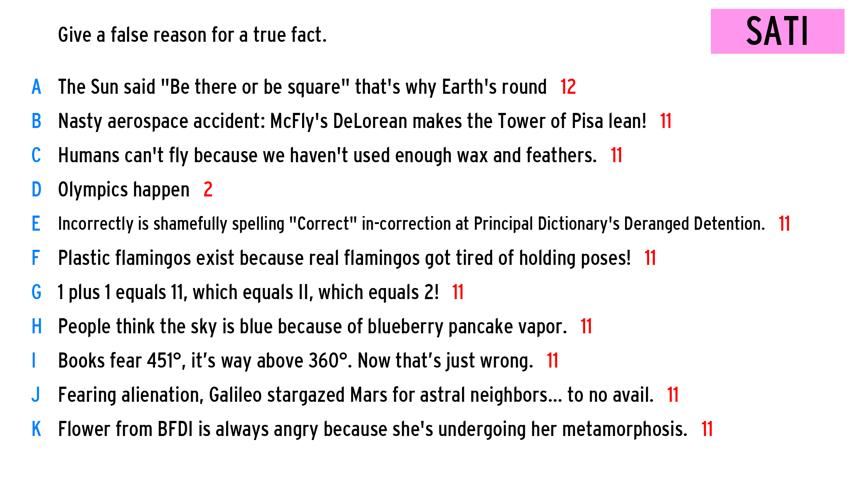 Give a false reason for a true fact.
SATI
A The Sun said "Be there or be square" that's why Earth's round 12
B Nasty aerospace accident: McFly's DeLorean makes the Tower of Pisa lean! 11
C Humans can't fly because we haven't used enough wax and feathers. 11
D Olympics happen 2
E Incorrectly is shamefully spelling "Correct" in-correction at Principal Dictionary's Deranged Detention. 11
F Plastic flamingos exist because real flamingos got tired of holding poses! 11
G 1 plus 1 equals 11, which equals II, which equals 2! 11
H People think the sky is blue because of blueberry pancake vapor. 11
I Books fear 451°, it’s way above 360°. Now that’s just wrong. 11
J Fearing alienation, Galileo stargazed Mars for astral neighbors... to no avail. 11
K Flower from BFDI is always angry because she's undergoing her metamorphosis. 11